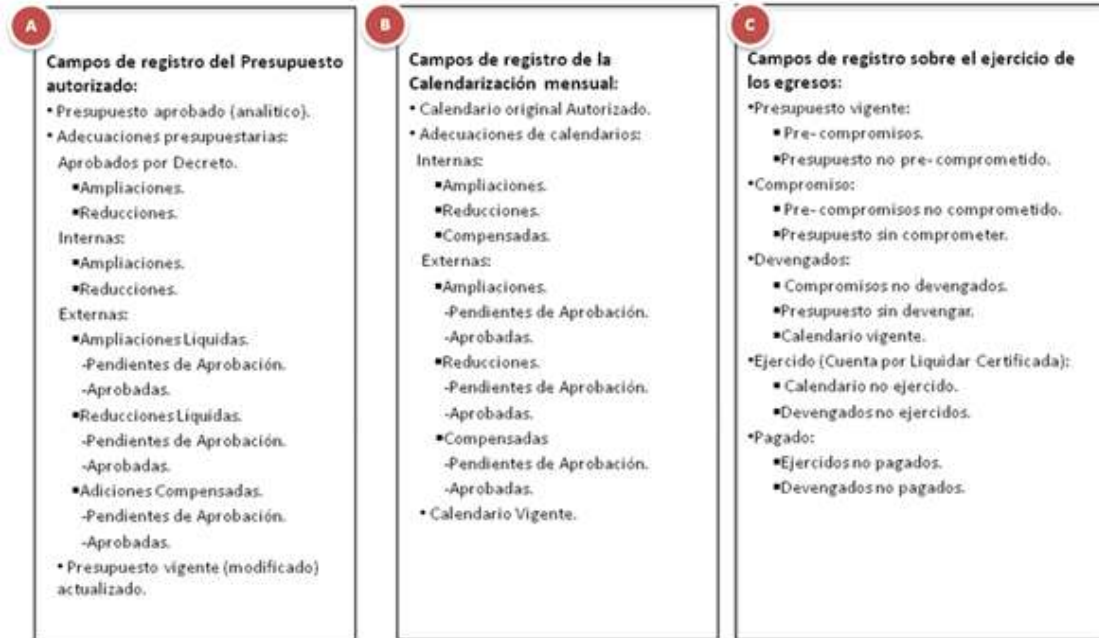 A
Campos de registro del Presupuesto
autorizado:
• Presupuesto aprobado (analítico).
• Adecuaciones presupuestarias:
Aprobados por Decreto.
▪Ampliaciones.
▪Reducciones.
Internas:
▪Ampliaciones.
▪Reducciones.
Externas:
▪Ampliaciones Líquidas.
-Pendientes de Aprobación.
-Aprobadas.
▪Reducciones Líquidas.
-Pendientes de Aprobación.
-Aprobadas.
▪Adiciones Compensadas.
-Pendientes de Aprobación.
-Aprobadas.
• Presupuesto vigente (modificado)
actualizado.
B
Campos de registro de la
Calendarización mensual:
• Calendario original Autorizado.
• Adecuaciones de calendarios:
Internas:
▪Ampliaciones.
▪Reducciones.
▪Compensadas.
Externas:
▪Ampliaciones.
-Pendientes de Aprobación.
-Aprobadas.
▪Reducciones.
-Pendientes de Aprobación.
-Aprobadas.
▪Compensadas
-Pendientes de Aprobación.
-Aprobadas.
• Calendario Vigente.
C
Campos de registro sobre el ejercicio de
los egresos:
•Presupuesto vigente:
▪ Pre- compromisos.
▪Presupuesto no pre- comprometido.
•Compromiso:
▪ Pre- compromisos no comprometido.
▪Presupuesto sin comprometer.
•Devengados:
▪ Compromisos no devengados.
▪Presupuesto sin devengar.
▪Calendario vigente.
•Ejercido (Cuenta por Liquidar Certificada):
▪ Calendario no ejercido.
▪Devengados no ejercidos.
•Pagado:
▪Ejercidos no pagados.
▪Devengados no pagados.